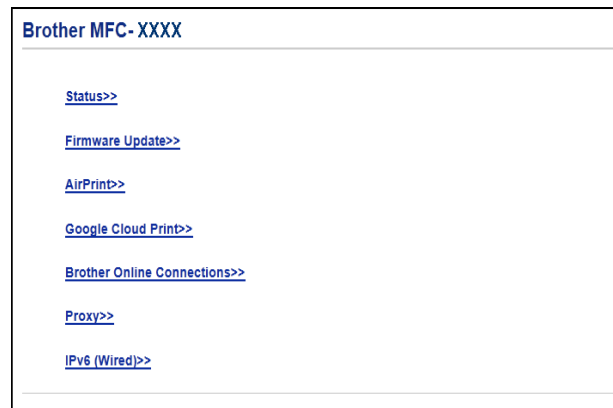 Brother MFC- XXXX
Status>>
Firmware Update>>
AirPrint>>
Google Cloud Print>>
Brother Online Connections>>
Proxy>>
IPv6 (Wired)>>